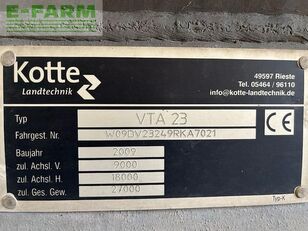 E-FARM
Kotte
Landtechnik
49597 Rieste
Tel. 05464 / 96110
info@kotte-landtechnik.de
Typ VTA 23
Fahrgest. Nr. W09BV23249RKA7021
Baujahr 2009
zul. Achsl. V. 9000
zul. Achsl. H. 18000
zul. Ges. Gew. 27000
CE
Typ-K